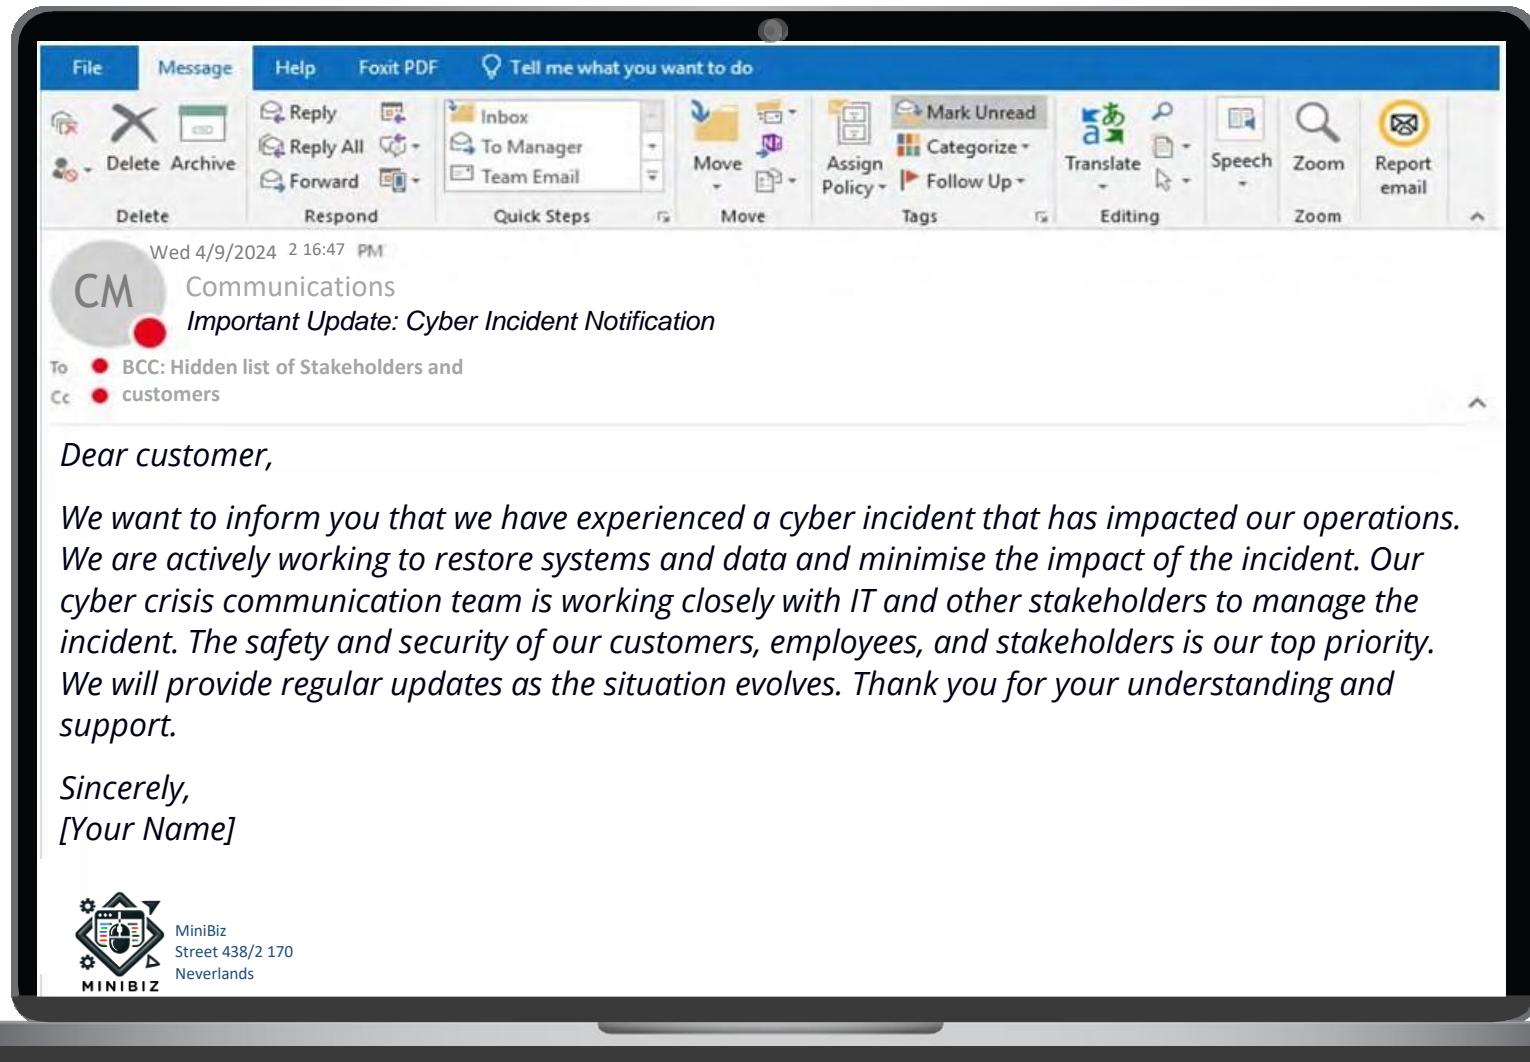 File Message Help Foxit PDF Tell me what you want to do
Delete Archive
Reply
Reply All
Forward
Inbox
To Manager
Team Email
Move
Assign Policy
Mark Unread
Categorize
Follow Up
Translate
Speech
Zoom
Report email
Delete Respond Quick Steps Move Tags Editing Zoom
Wed 4/9/2024 2 16:47 PM
CM
Communications
Important Update: Cyber Incident Notification
To BCC: Hidden list of Stakeholders and
Cc customers
Dear customer,
We want to inform you that we have experienced a cyber incident that has impacted our operations.
We are actively working to restore systems and data and minimise the impact of the incident. Our
cyber crisis communication team is working closely with IT and other stakeholders to manage the
incident. The safety and security of our customers, employees, and stakeholders is our top priority.
We will provide regular updates as the situation evolves. Thank you for your understanding and
support.
Sincerely,
[Your Name]
MiniBiz
Street 438/2 170
Neverlands
MINIBIZ